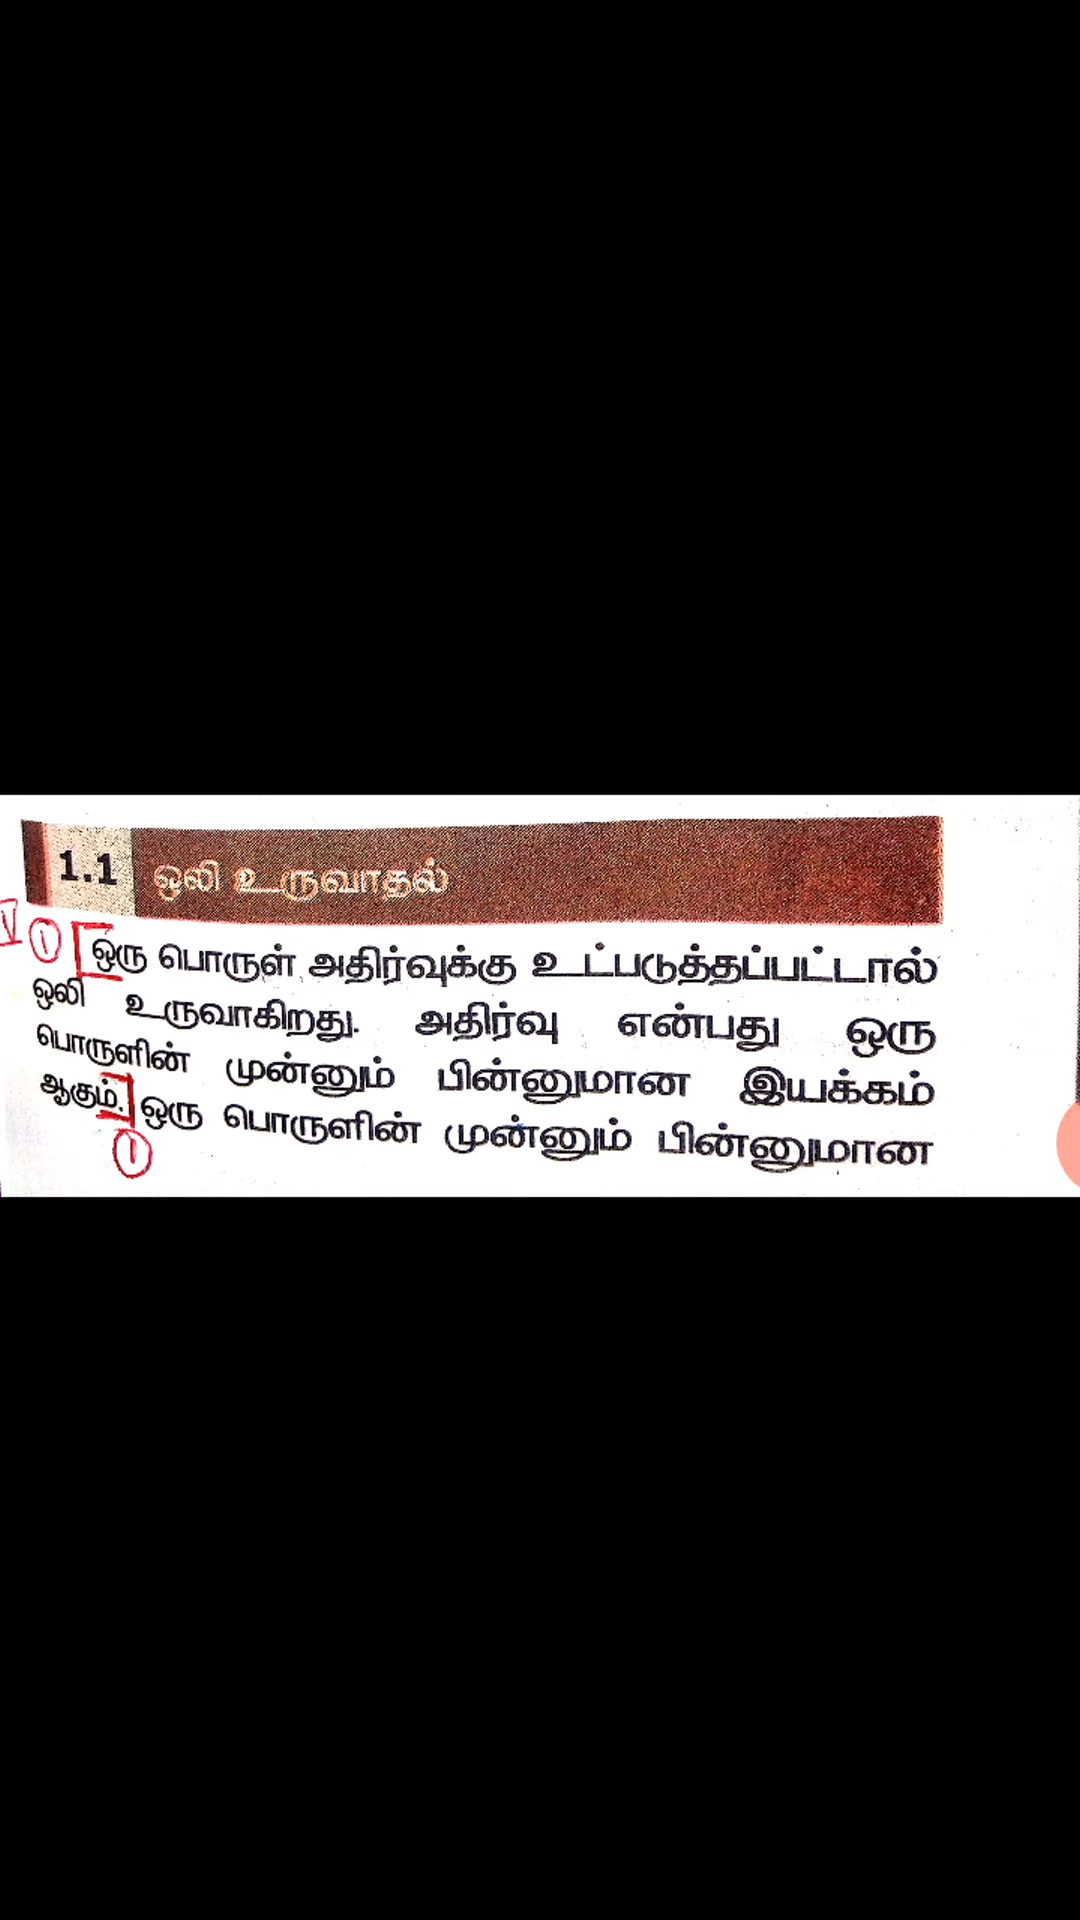 1.1 ஒலி உருவாதல்
V ① ஒரு பொருள் அதிர்வுக்கு உட்படுத்தப்பட்டால்
ஒலி உருவாகிறது. அதிர்வு என்பது ஒரு
பொருளின் முன்னும் பின்னுமான இயக்கம்
ஆகும். ஒரு பொருளின் முன்னும் பின்னுமான
①